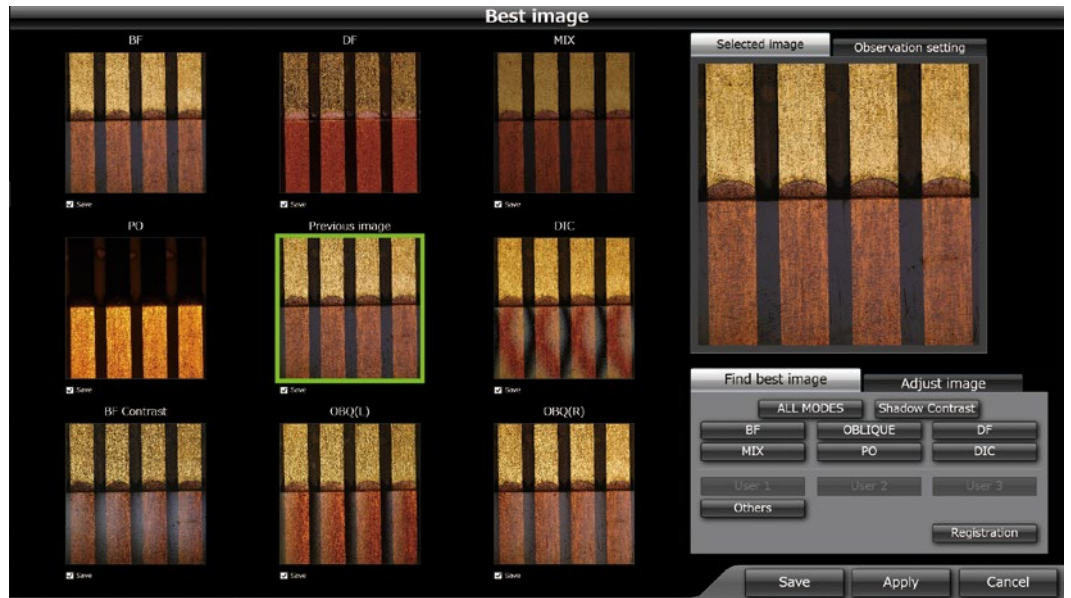 Best image
BF
DF
MIX
Save
Save
Save
PO
Previous image
DIC
Save
Save
Save
BF Contrast
OBQ(L)
OBQ(R)
Save
Save
Save
Selected image
Observation setting
Find best image
Adjust image
ALL MODES
Shadow Contrast
BF
OBLIQUE
DF
MIX
PO
DIC
User 1
User 2
User 3
Others
Registration
Save
Apply
Cancel